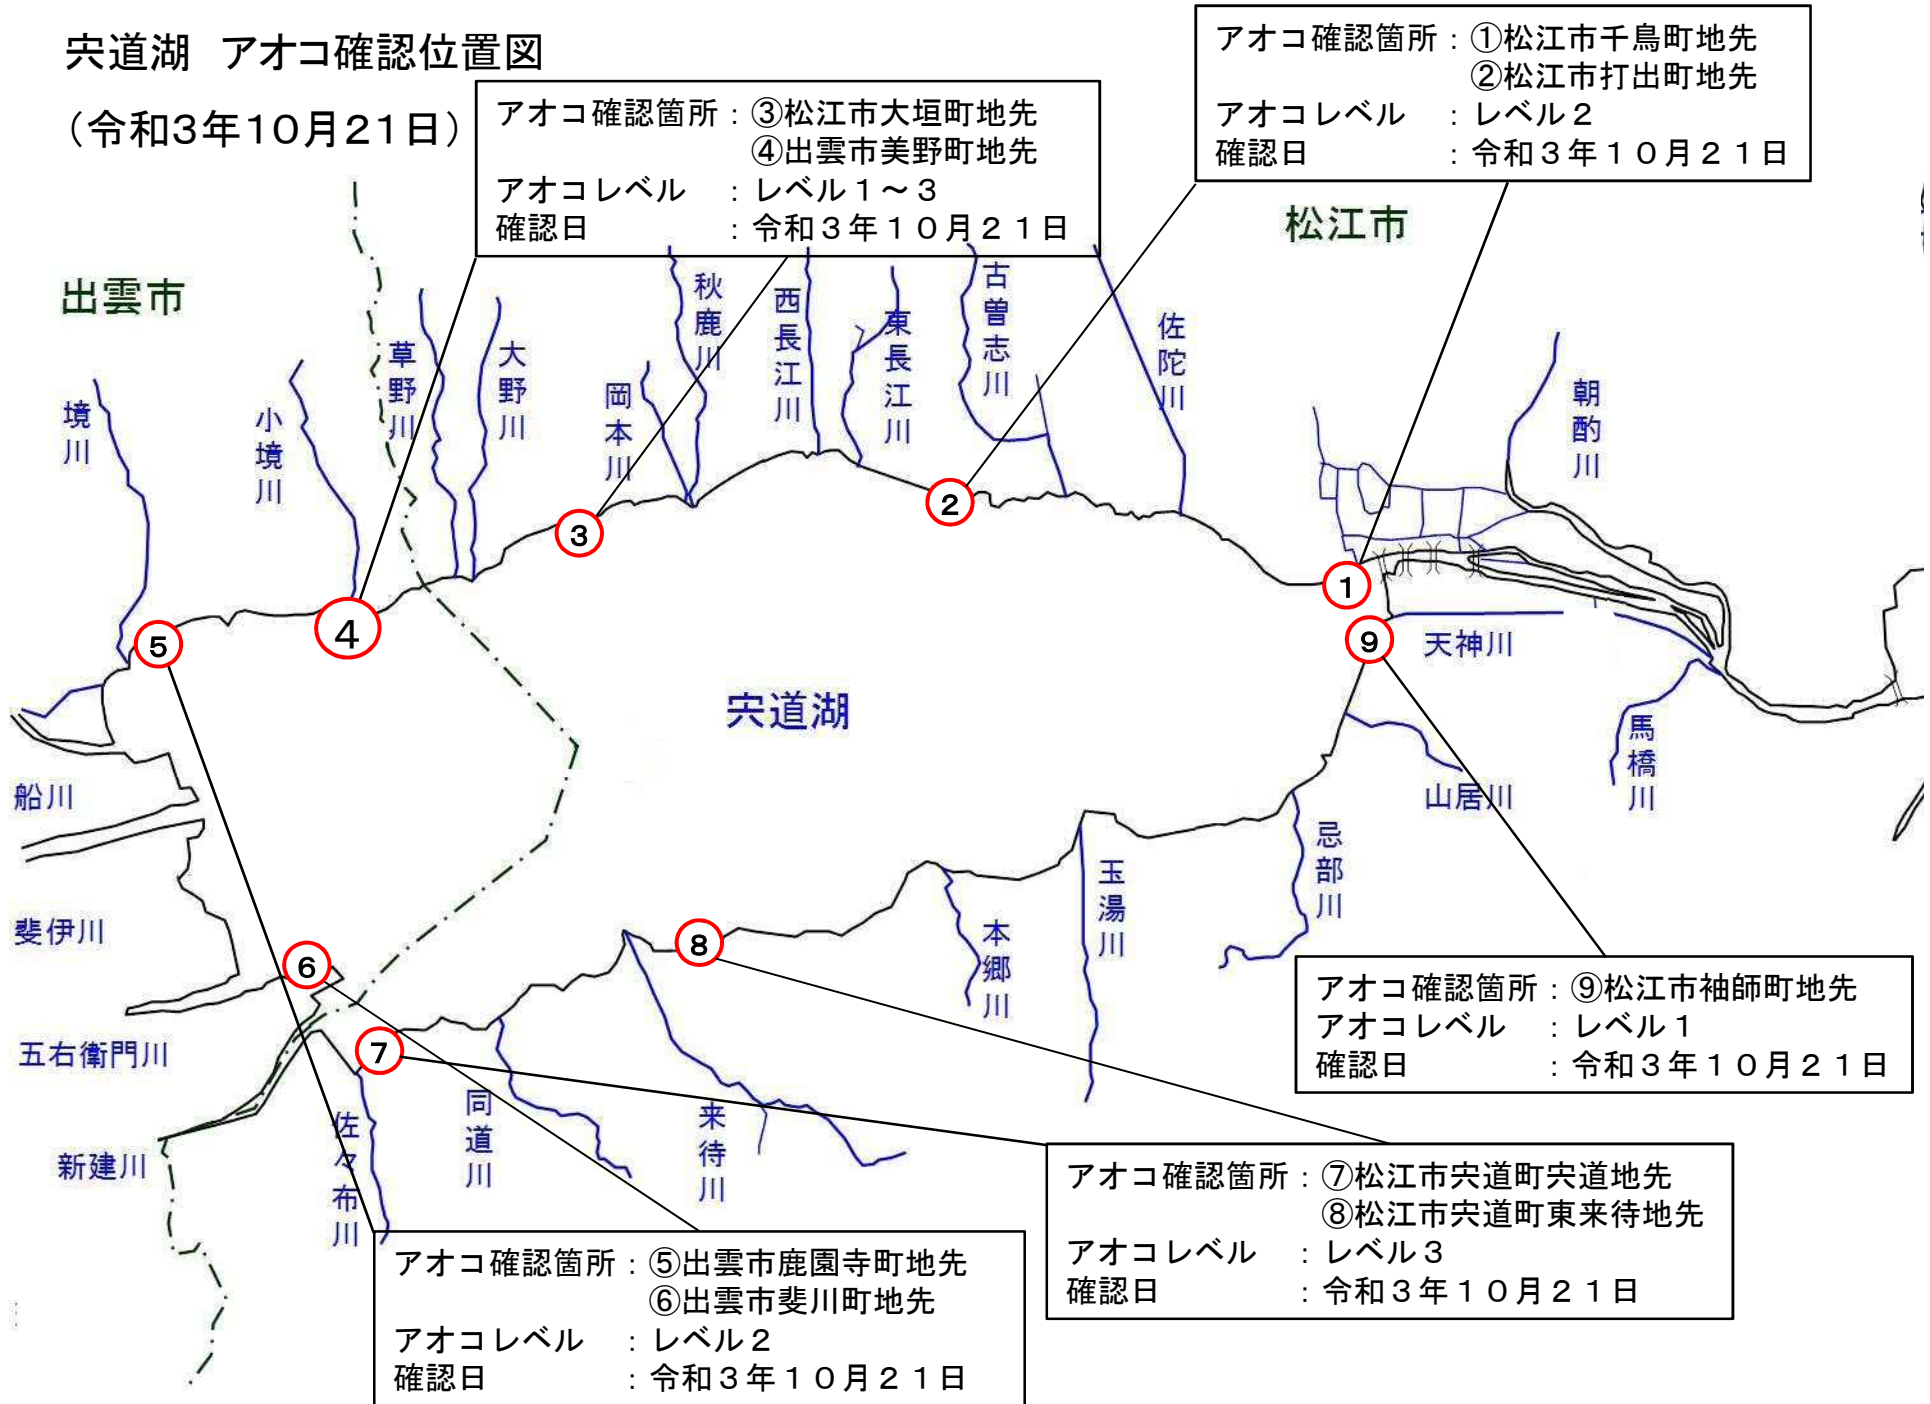 宍道湖 アオコ確認位置図
（令和3年10月21日）
アオコ確認箇所：①松江市千鳥町地先
②松江市打出町地先
アオコレベル ：レベル２
確認日 ：令和３年１０月２１日
アオコ確認箇所：③松江市大垣町地先
④出雲市美野町地先
アオコレベル ：レベル１～３
確認日 ：令和３年１０月２１日
松江市
出雲市
境川
小境川
草野川
大野川
岡本川
秋鹿川
西長江川
東長江川
古曽志川
佐陀川
朝酌川
②
③
①
④
⑤
⑨
天神川
宍道湖
馬橋川
山居川
船川
忌部川
玉湯川
本郷川
斐伊川
⑧
⑥
⑦
五右衛門川
新建川
佐々布川
同道川
来待川
アオコ確認箇所：⑨松江市袖師町地先
アオコレベル ：レベル１
確認日 ：令和３年１０月２１日
アオコ確認箇所：⑦松江市宍道町宍道地先
⑧松江市宍道町東来待地先
アオコレベル ：レベル３
確認日 ：令和３年１０月２１日
アオコ確認箇所：⑤出雲市鹿園寺町地先
⑥出雲市斐川町地先
アオコレベル ：レベル２
確認日 ：令和３年１０月２１日